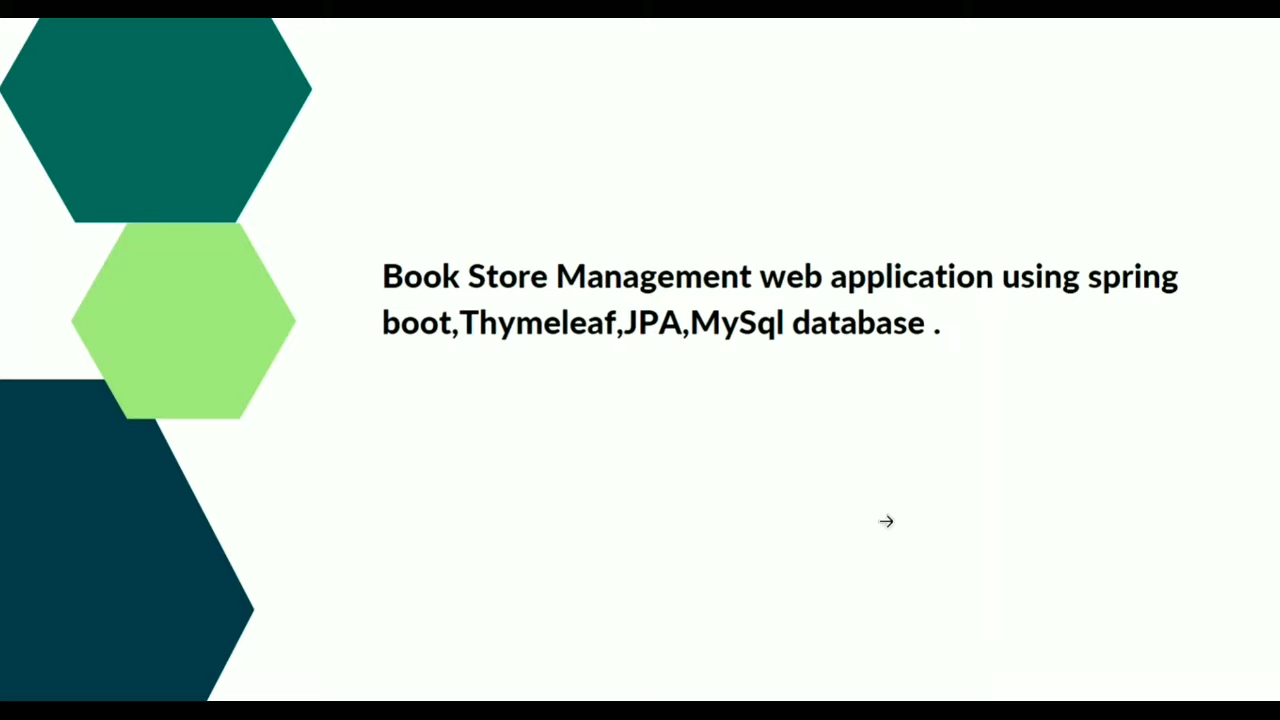 Book Store Management web application using spring
boot,Thymeleaf,JPA,MySql database .